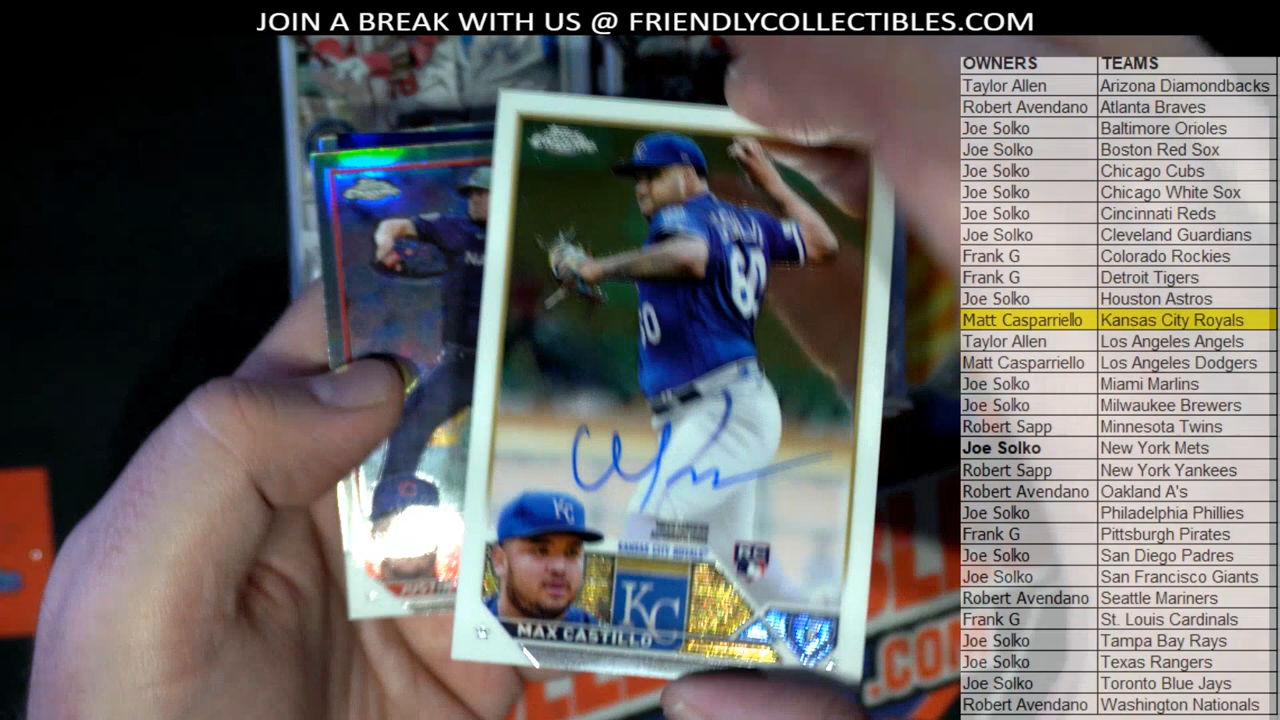 JOIN A BREAK WITH US @ FRIENDLYCOLLECTIBLES.COM
OWNERS TEAMS
Taylor Allen Arizona Diamondbacks
Robert Avendano Atlanta Braves
Joe Solko Baltimore Orioles
Joe Solko Boston Red Sox
Joe Solko Chicago Cubs
Joe Solko Chicago White Sox
Joe Solko Cincinnati Reds
Joe Solko Cleveland Guardians
Frank G Colorado Rockies
Frank G Detroit Tigers
Joe Solko Houston Astros
Matt Casparriello Kansas City Royals
Taylor Allen Los Angeles Angels
Matt Casparriello Los Angeles Dodgers
Joe Solko Miami Marlins
Joe Solko Milwaukee Brewers
Robert Sapp Minnesota Twins
Joe Solko New York Mets
Robert Sapp New York Yankees
Robert Avendano Oakland A's
Joe Solko Philadelphia Phillies
Frank G Pittsburgh Pirates
Joe Solko San Diego Padres
Joe Solko San Francisco Giants
Robert Avendano Seattle Mariners
Frank G St. Louis Cardinals
Joe Solko Tampa Bay Rays
Joe Solko Texas Rangers
Joe Solko Toronto Blue Jays
Robert Avendano Washington Nationals
60
KANSAS CITY ROYALS
KC
KC
MAX CASTILLO
.COM